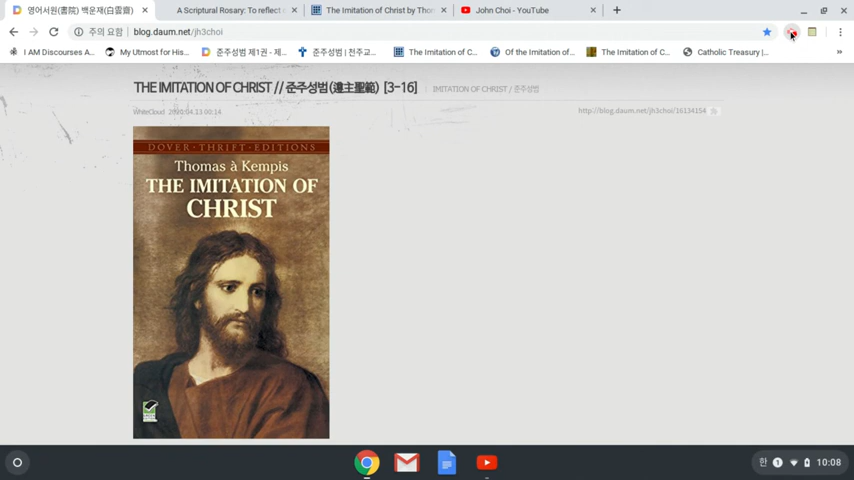 영어서원(書院) 백운재(白雲齋)
A Scriptural Rosary: To reflect
The Imitation of Christ by Thor
John Choi - YouTube
주의 요함
blog.daum.net/jh3choi
I AM Discourses A...
My Utmost for His...
준주성범 제1권 - 제...
준주성범 | 천주교...
The Imitation of C...
Of the Imitation of...
The Imitation of C...
Catholic Treasury |...
THE IMITATION OF CHRIST // 준주성범(遵主聖範) [3-16]
IMITATION OF CHRIST / 준주성범
WhiteCloud 2020.04.23 00:14
http://blog.daum.net/jh3choi/16134154
DOVER · THRIFT · EDITIONS
Thomas à Kempis
THE IMITATION OF
CHRIST
한
1
10:08